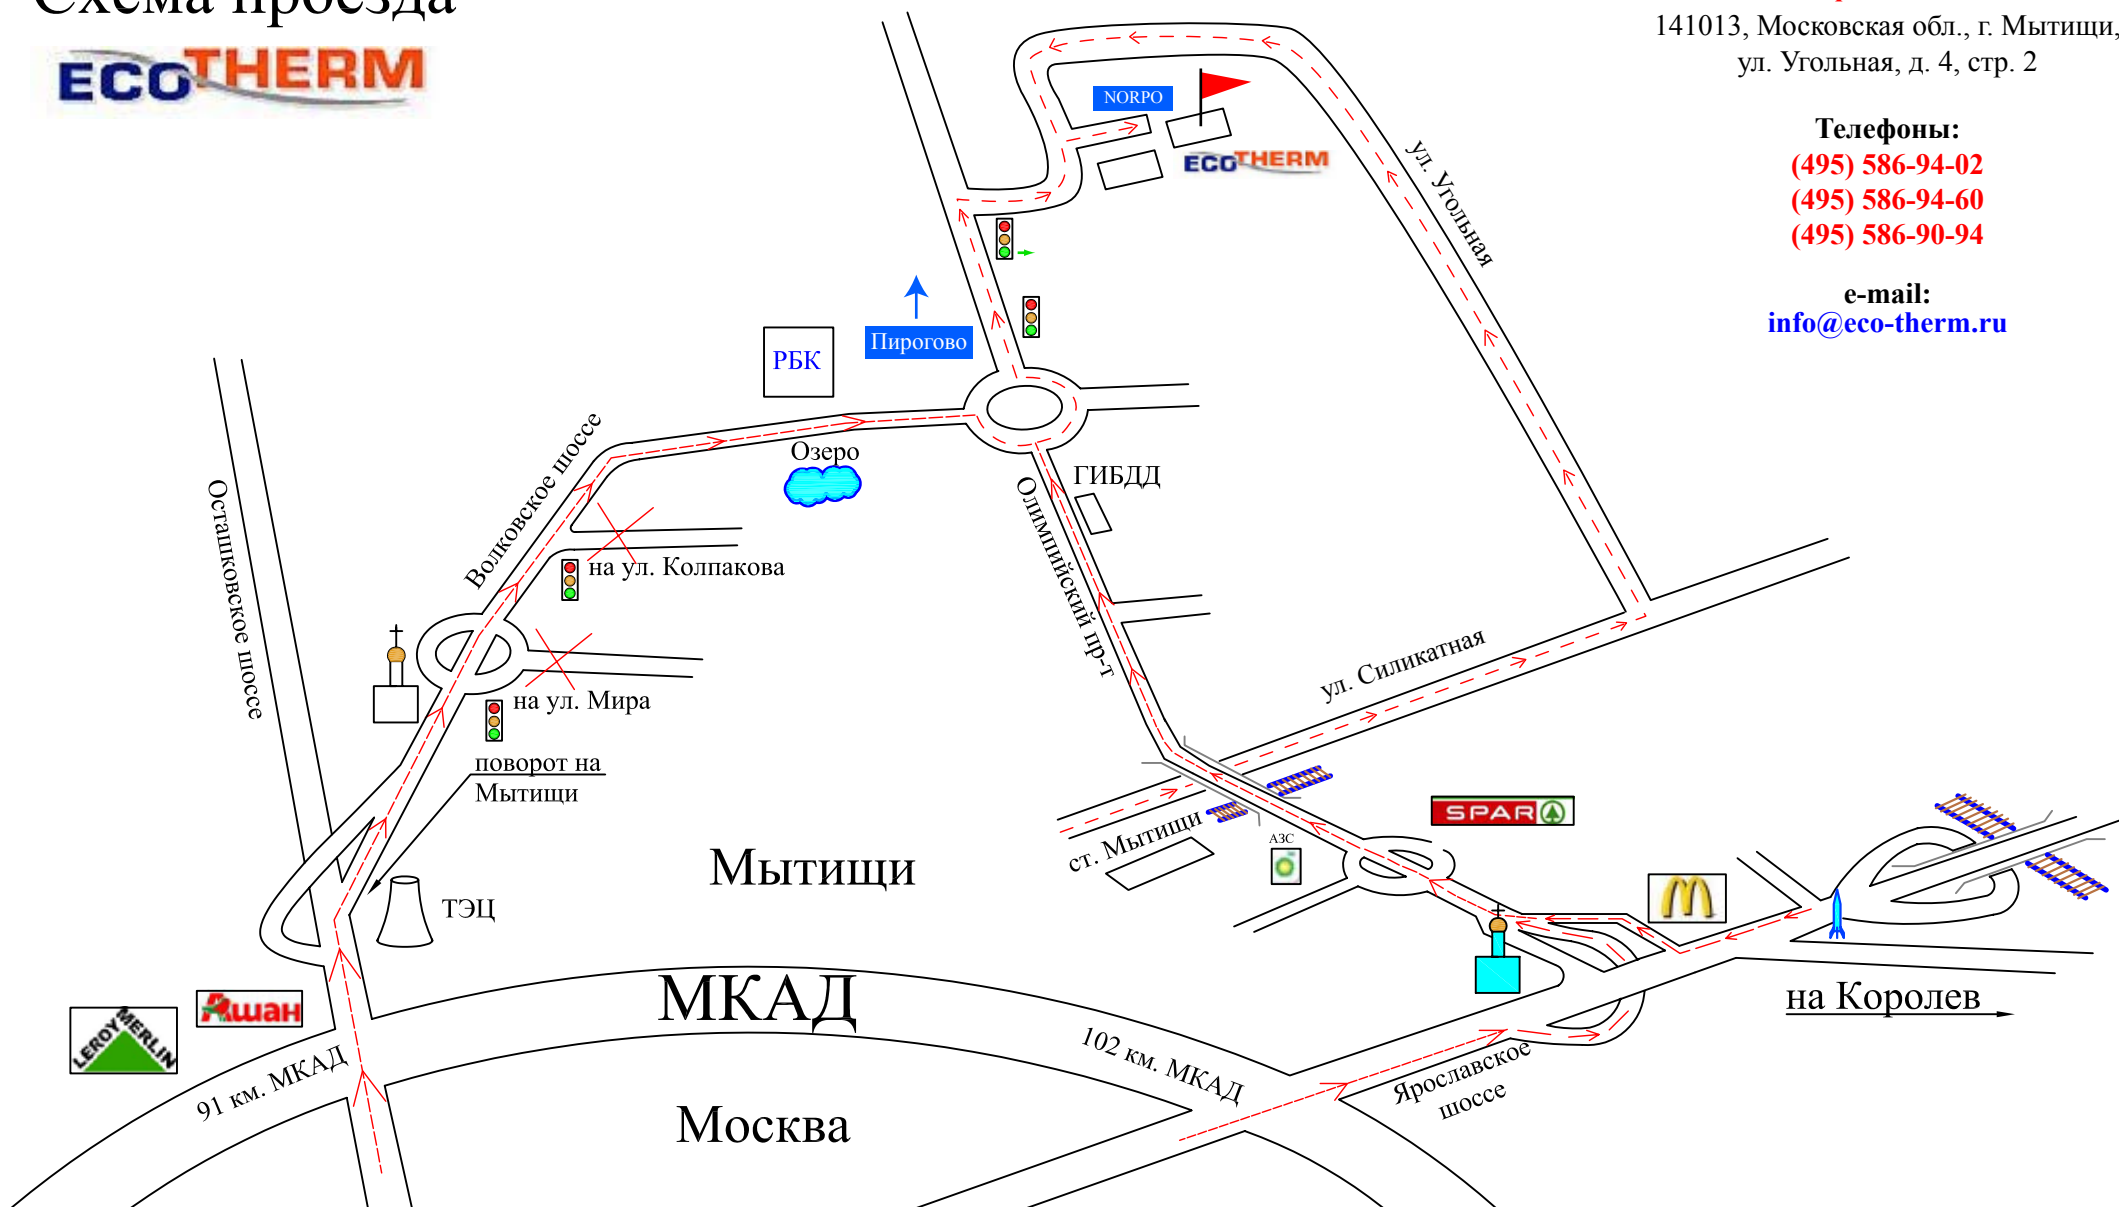 Схема проезда
ECOTHERM
141013, Московская обл., г. Мытищи,
ул. Угольная, д. 4, стр. 2
Телефоны:
(495) 586-94-02
(495) 586-94-60
(495) 586-90-94
e-mail:
info@eco-therm.ru
NORPO
ECOTHERM
ул. Угольная
Пирогово
РБК
Озеро
Волковское шоссе
Осташковское шоссе
ГИБДД
Олимпийский пр-т
на ул. Колпакова
на ул. Мира
поворот на
Мытищи
ул. Силикатная
ст. Мытищи
SPAR
АЗС
Мытищи
ТЭЦ
МКАД
на Королев
Ашан
LEROY MERLIN
91 км. МКАД
102 км. МКАД
Ярославское
шоссе
Москва